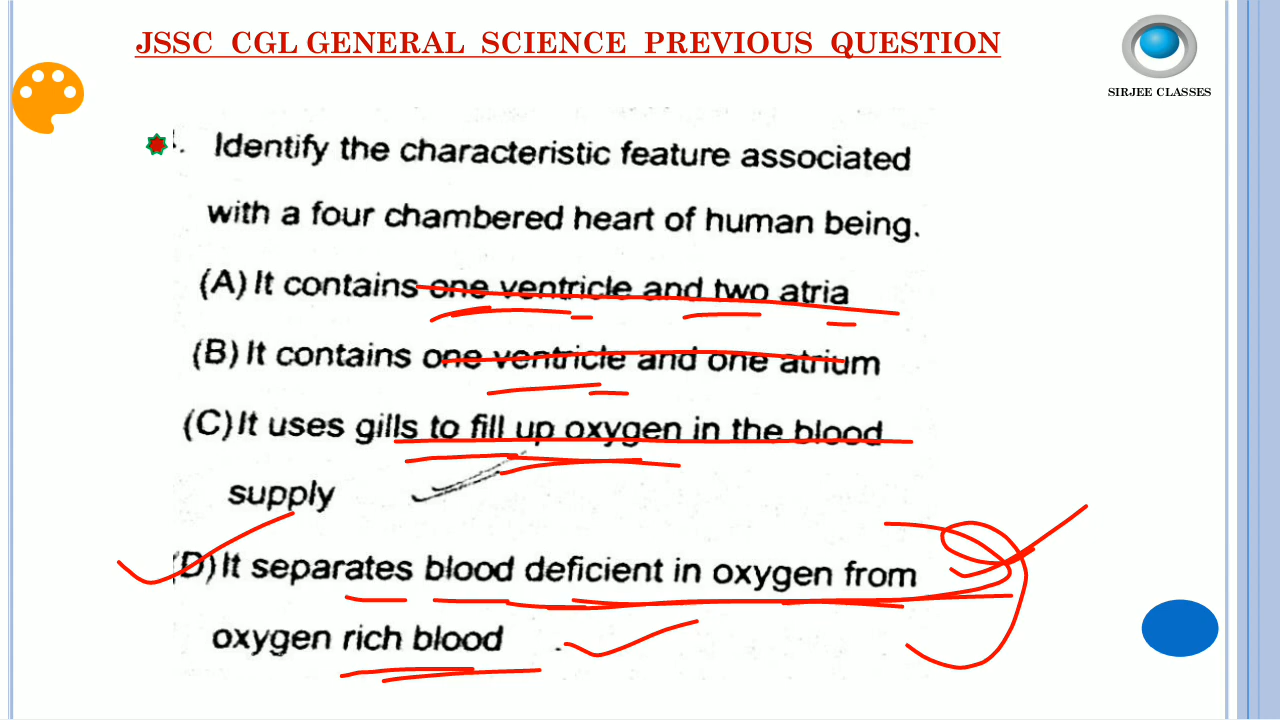 JSSC CGL GENERAL SCIENCE PREVIOUS QUESTION
SIRJEE CLASSES
Identify the characteristic feature associated
with a four chambered heart of human being.
(A) It contains one ventricle and two atria
(B) It contains one ventricle and one atrium
(C) It uses gills to fill up oxygen in the blood
supply
(D) It separates blood deficient in oxygen from
oxygen rich blood